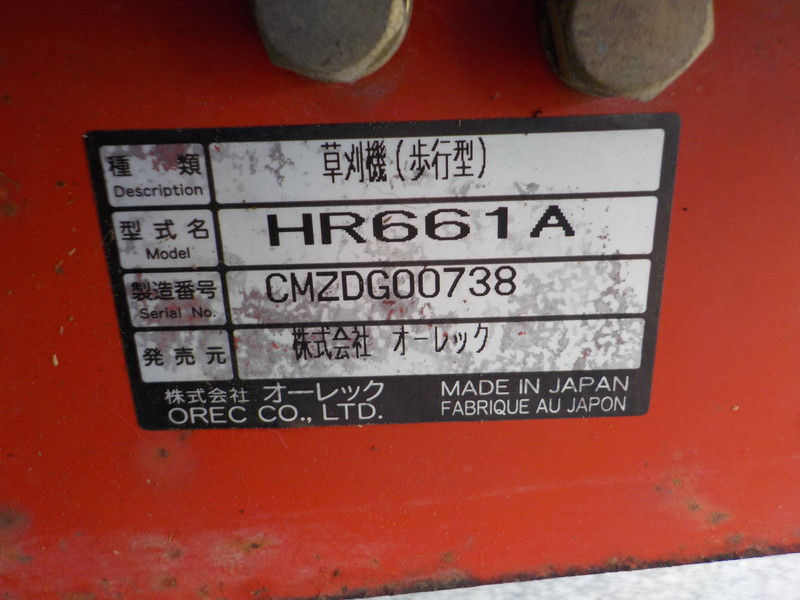 種類 草刈機(歩行型)
Description
型式名 HR661A
Model
製造番号 CMZDG00738
Serial No.
発売元 株式会社 オーレック
株式会社 オーレック MADE IN JAPAN
OREC CO., LTD. FABRIQUE AU JAPON